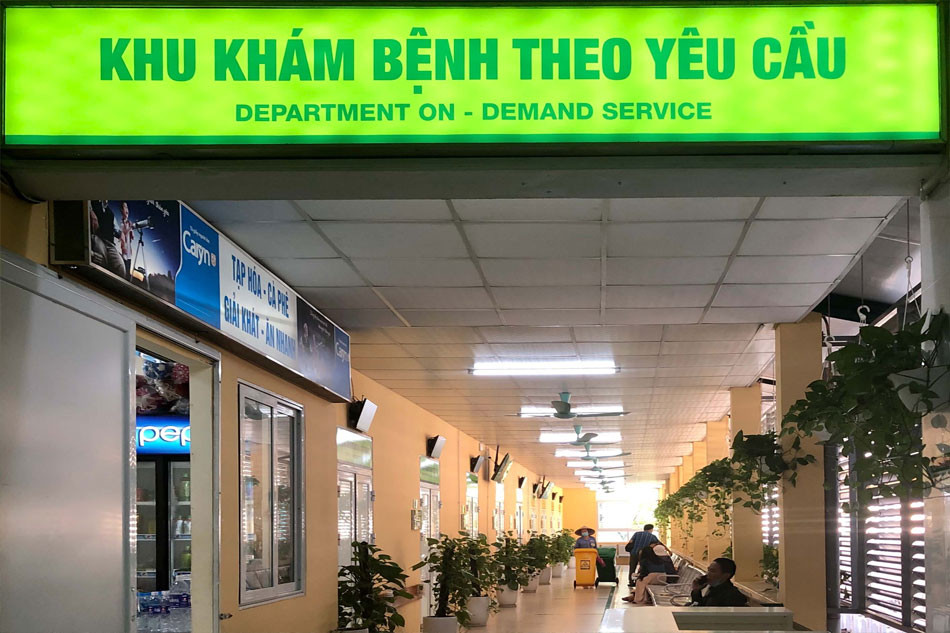 KHU KHÁM BỆNH THEO YÊU CẦU
DEPARTMENT ON - DEMAND SERVICE
Caryn
TẠP HÓA - CÀ PHÊ
GIẢI KHÁT - ĂN NHANH
pep